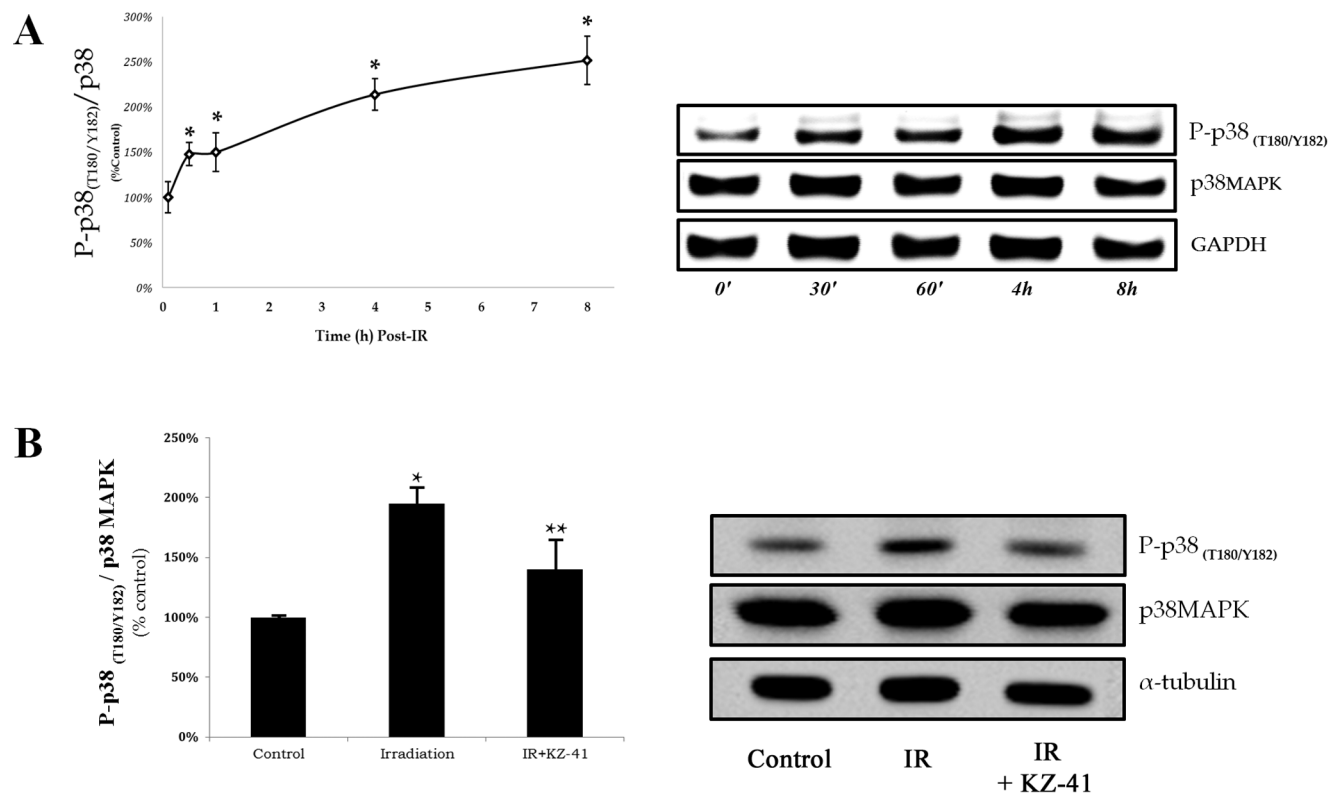 A
P-p38(T180/Y182)/p38
(%Control)
300%
250%
200%
150%
100%
50%
0%
*
*
*
*
0 1 2 3 4 5 6 7 8
Time (h) Post-IR
P-p38 (T180/Y182)
p38MAPK
GAPDH
0' 30' 60' 4h 8h
B
P-p38 (T180/Y182) / p38 MAPK
(% control)
250%
200%
150%
100%
50%
0%
*
**
Control Irradiation IR+KZ-41
P-p38 (T180/Y182)
p38MAPK
α-tubulin
Control IR IR
+ KZ-41